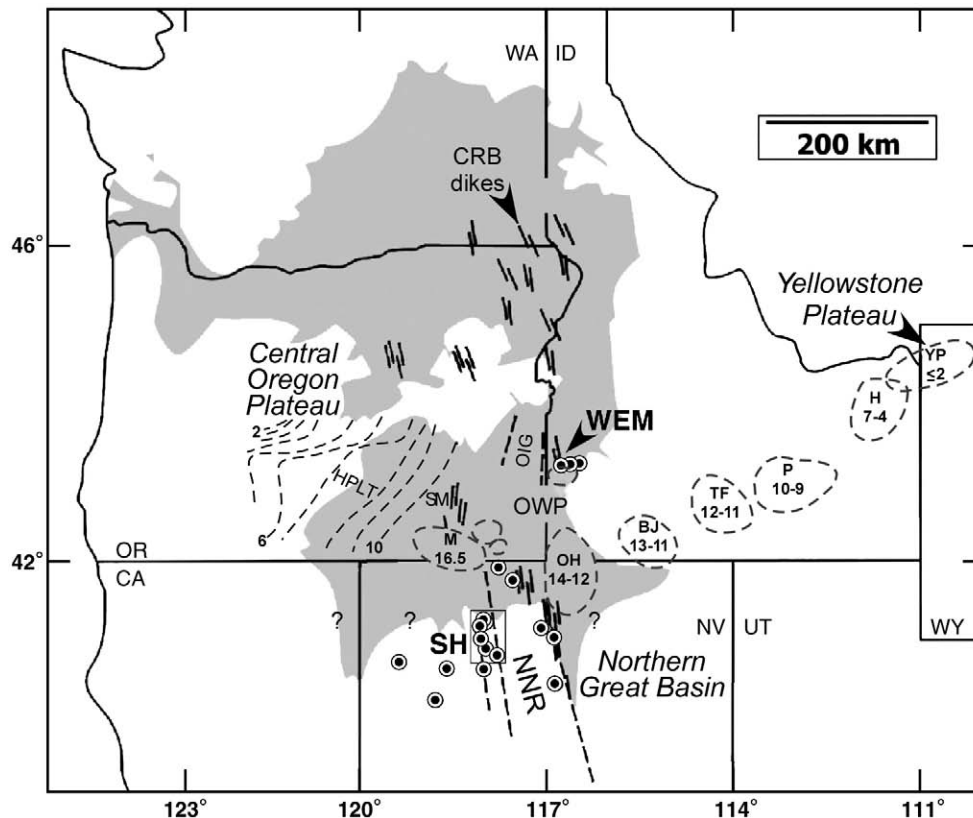 WA ID
200 km
CRB
dikes
46°
Yellowstone
Plateau
YP
≤2
H
7-4
Central
Oregon
Plateau
2
WEM
OIG
HPLT
SM
OWP
P
10-9
TF
12-11
BJ
13-11
M
16.5
OH
14-12
6
10
42°
OR
CA
? ? ?
SH
NNR
NV UT
WY
Northern
Great Basin
123° 120° 117° 114° 111°